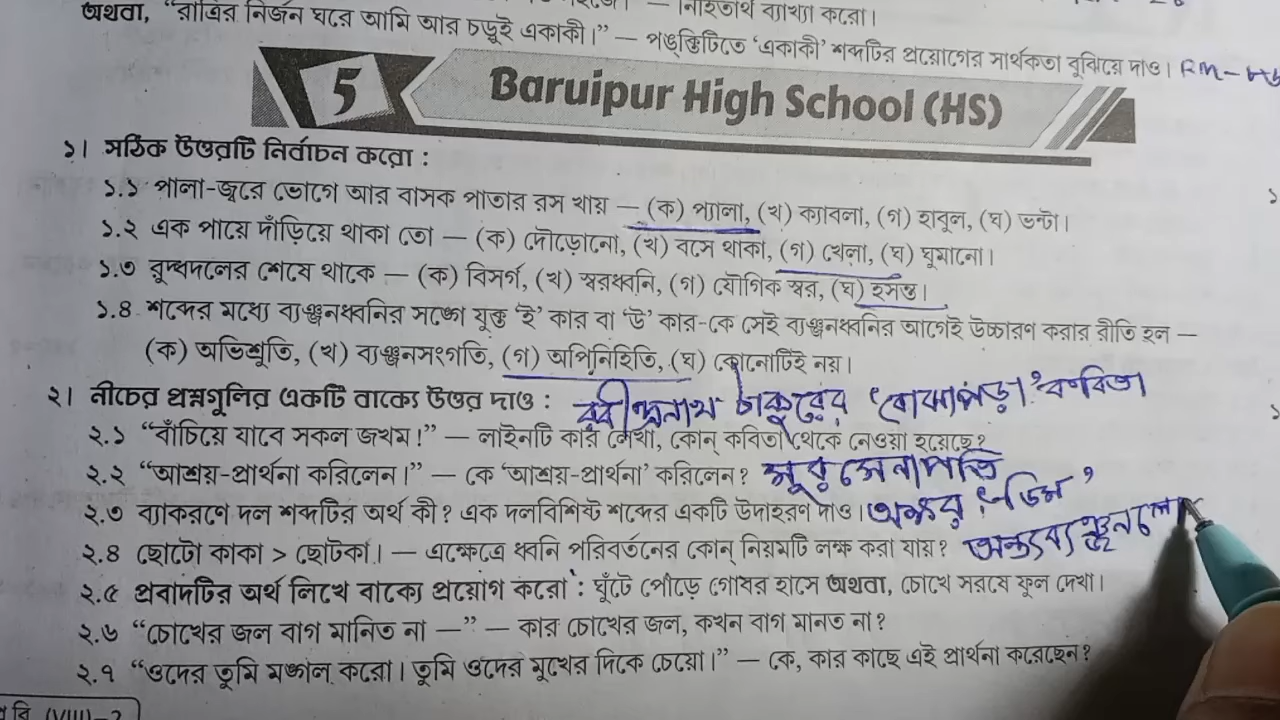 অথবা, “রাত্রির নির্জন ঘরে আমি আর চড়ুই একাকী।” — পঙ্‌ক্তিটিতে ‘একাকী’ শব্দটির প্রয়োগের সার্থকতা বুঝিয়ে দাও।
5 Baruipur High School (HS)
১। সঠিক উত্তরটি নির্বাচন করো :
১.১ পালা-জ্বরে ভোগে আর বাসক পাতার রস খায় — (ক) প্যালা, (খ) ক্যাবলা, (গ) হাবুল, (ঘ) ভন্টা।
১.২ এক পায়ে দাঁড়িয়ে থাকা তো — (ক) দৌড়োনো, (খ) বসে থাকা, (গ) খেলা, (ঘ) ঘুমানো।
১.৩ রুদ্ধদলের শেষে থাকে — (ক) বিসর্গ, (খ) স্বরধ্বনি, (গ) যৌগিক স্বর, (ঘ) হসন্ত।
১.৪ শব্দের মধ্যে ব্যঞ্জনধ্বনির সঙ্গে যুক্ত ‘ই’ কার বা ‘উ’ কার-কে সেই ব্যঞ্জনধ্বনির আগেই উচ্চারণ করার রীতি হল —
(ক) অভিশ্রুতি, (খ) ব্যঞ্জনসংগতি, (গ) অপিনিহিতি, (ঘ) কোনোটিই নয়।
২। নীচের প্রশ্নগুলির একটি বাক্যে উত্তর দাও : রবীন্দ্রনাথ ঠাকুরের ‘বোঝাপড়া’ কবিতা
২.১ “বাঁচিয়ে যাবে সকল জখম!” — লাইনটি কার লেখা, কোন্ কবিতা থেকে নেওয়া হয়েছে?
২.২ “আশ্রয়-প্রার্থনা করিলেন।” — কে ‘আশ্রয়-প্রার্থনা’ করিলেন? মূর সেনাপতি
২.৩ ব্যাকরণে দল শব্দটির অর্থ কী? এক দলবিশিষ্ট শব্দের একটি উদাহরণ দাও। অক্ষর, ‘ডিম’
২.৪ ছোটো কাকা > ছোটকা। — এক্ষেত্রে ধ্বনি পরিবর্তনের কোন্ নিয়মটি লক্ষ করা যায়? অন্ত্যব্যঞ্জনলো
২.৫ প্রবাদটির অর্থ লিখে বাক্যে প্রয়োগ করো : ঘুঁটে পোড়ে গোবর হাসে অথবা, চোখে সরষে ফুল দেখা।
২.৬ “চোখের জল বাগ মানিত না —” — কার চোখের জল, কখন বাগ মানত না?
২.৭ “ওদের তুমি মঙ্গল করো। তুমি ওদের মুখের দিকে চেয়ো।” — কে, কার কাছে এই প্রার্থনা করেছেন?